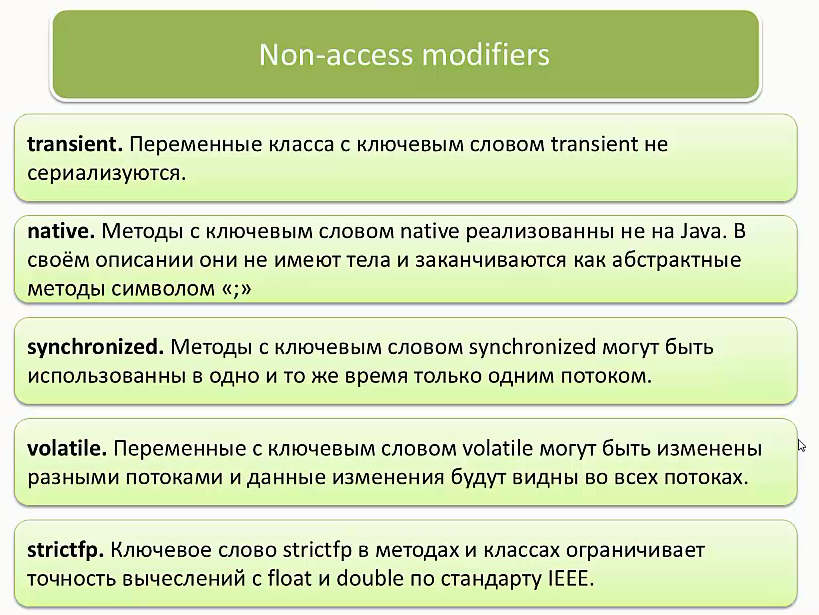 Non-access modifiers
transient. Переменные класса с ключевым словом transient не
сериализуются.
native. Методы с ключевым словом native реализованны не на Java. В
своём описании они не имеют тела и заканчиваются как абстрактные
методы символом «;»
synchronized. Методы с ключевым словом synchronized могут быть
использованны в одно и то же время только одним потоком.
volatile. Переменные с ключевым словом volatile могут быть изменены
разными потоками и данные изменения будут видны во всех потоках.
strictfp. Ключевое слово strictfp в методах и классах ограничивает
точность вычеслений с float и double по стандарту IEEE.